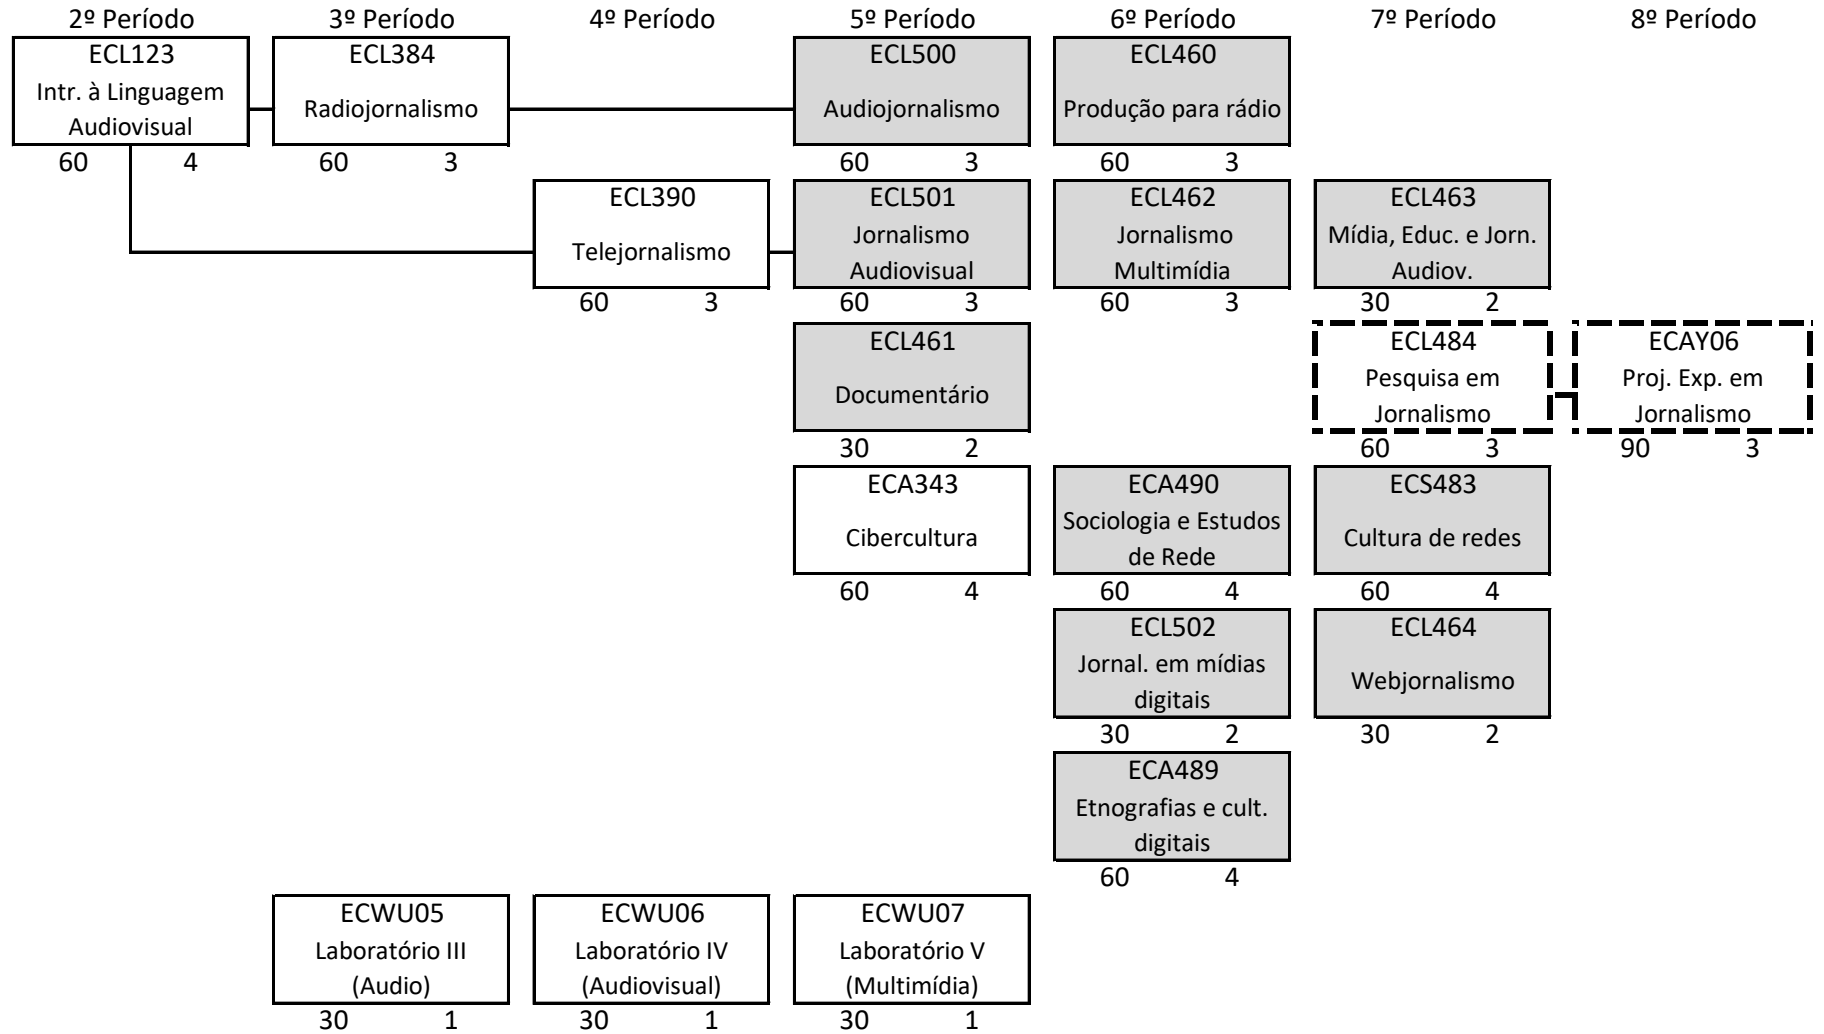 2º Período 3º Período 4º Período 5º Período 6º Período 7º Período 8º Período
ECL123
Intr. à Linguagem
Audiovisual
60 4
ECL384
Radiojornalismo
60 3
ECL500
Audiojornalismo
60 3
ECL460
Produção para rádio
60 3
ECL390
Telejornalismo
60 3
ECL501
Jornalismo
Audiovisual
60 3
ECL462
Jornalismo
Multimídia
60 3
ECL463
Mídia, Educ. e Jorn.
Audiov.
30 2
ECL461
Documentário
30 2
ECL484
Pesquisa em
Jornalismo
60 3
ECAY06
Proj. Exp. em
Jornalismo
90 3
ECA343
Cibercultura
60 4
ECA490
Sociologia e Estudos
de Rede
60 4
ECS483
Cultura de redes
60 4
ECL502
Jornal. em mídias
digitais
30 2
ECL464
Webjornalismo
30 2
ECA489
Etnografias e cult.
digitais
60 4
ECWU05
Laboratório III
(Audio)
30 1
ECWU06
Laboratório IV
(Audiovisual)
30 1
ECWU07
Laboratório V
(Multimídia)
30 1